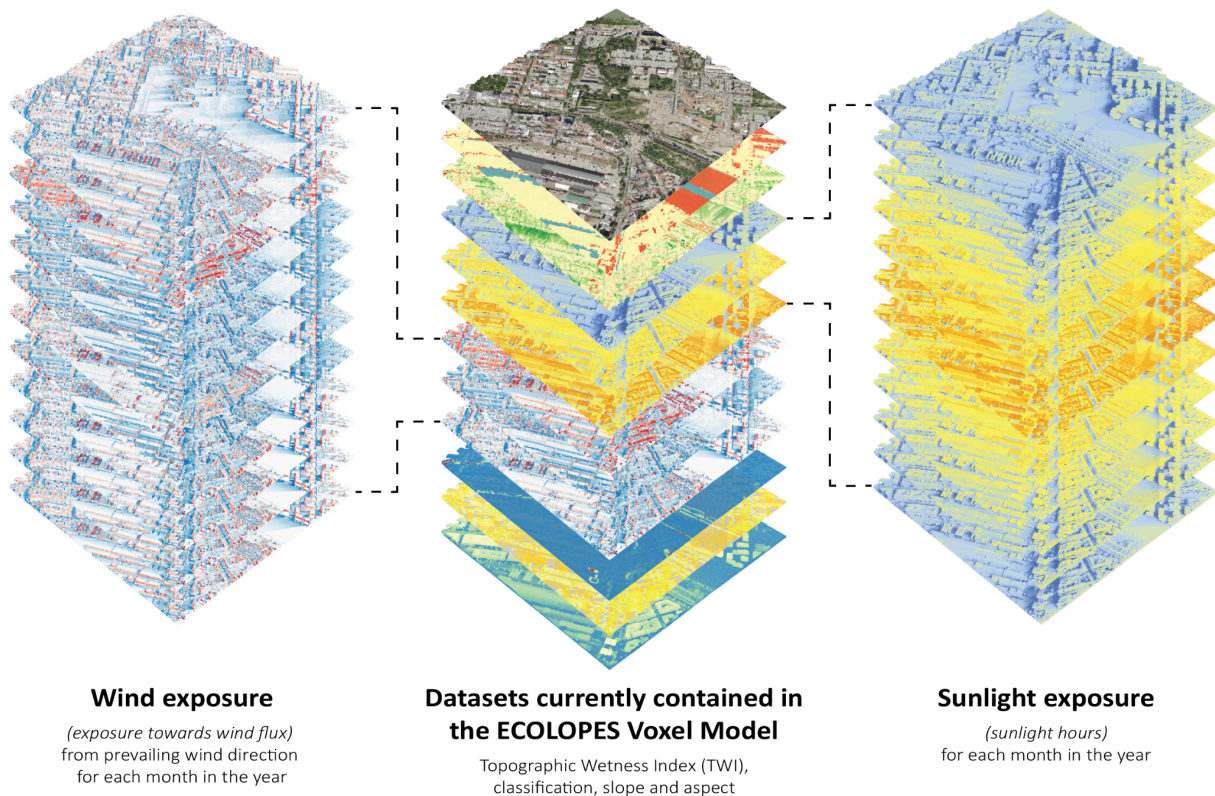 Wind exposure
(exposure towards wind flux)
from prevailing wind direction
for each month in the year
Datasets currently contained in
the ECOLOPES Voxel Model
Topographic Wetness Index (TWI),
classification, slope and aspect
Sunlight exposure
(sunlight hours)
for each month in the year